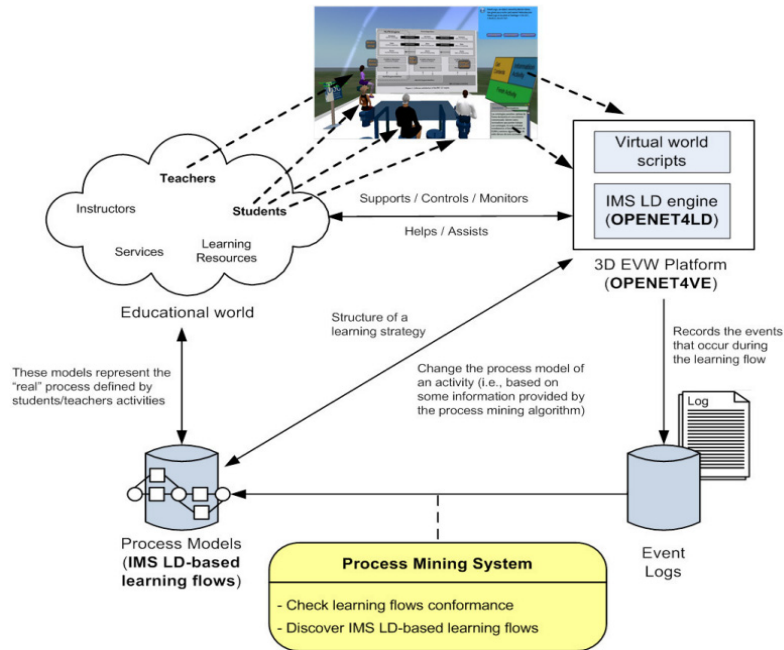 Teachers
Instructors
Students
Services
Learning
Resources
Educational world
Supports / Controls / Monitors
Helps / Assists
Virtual world
scripts
IMS LD engine
(OPENET4LD)
3D EVW Platform
(OPENET4VE)
Structure of a
learning strategy
Records the events
that occur during
the learning flow
These models represent the
"real" process defined by
students/teachers activities
Change the process model of
an activity (i.e., based on
some information provided by
the process mining algorithm)
Log
Process Models
(IMS LD-based
learning flows)
Event
Logs
Process Mining System
- Check learning flows conformance
- Discover IMS LD-based learning flows